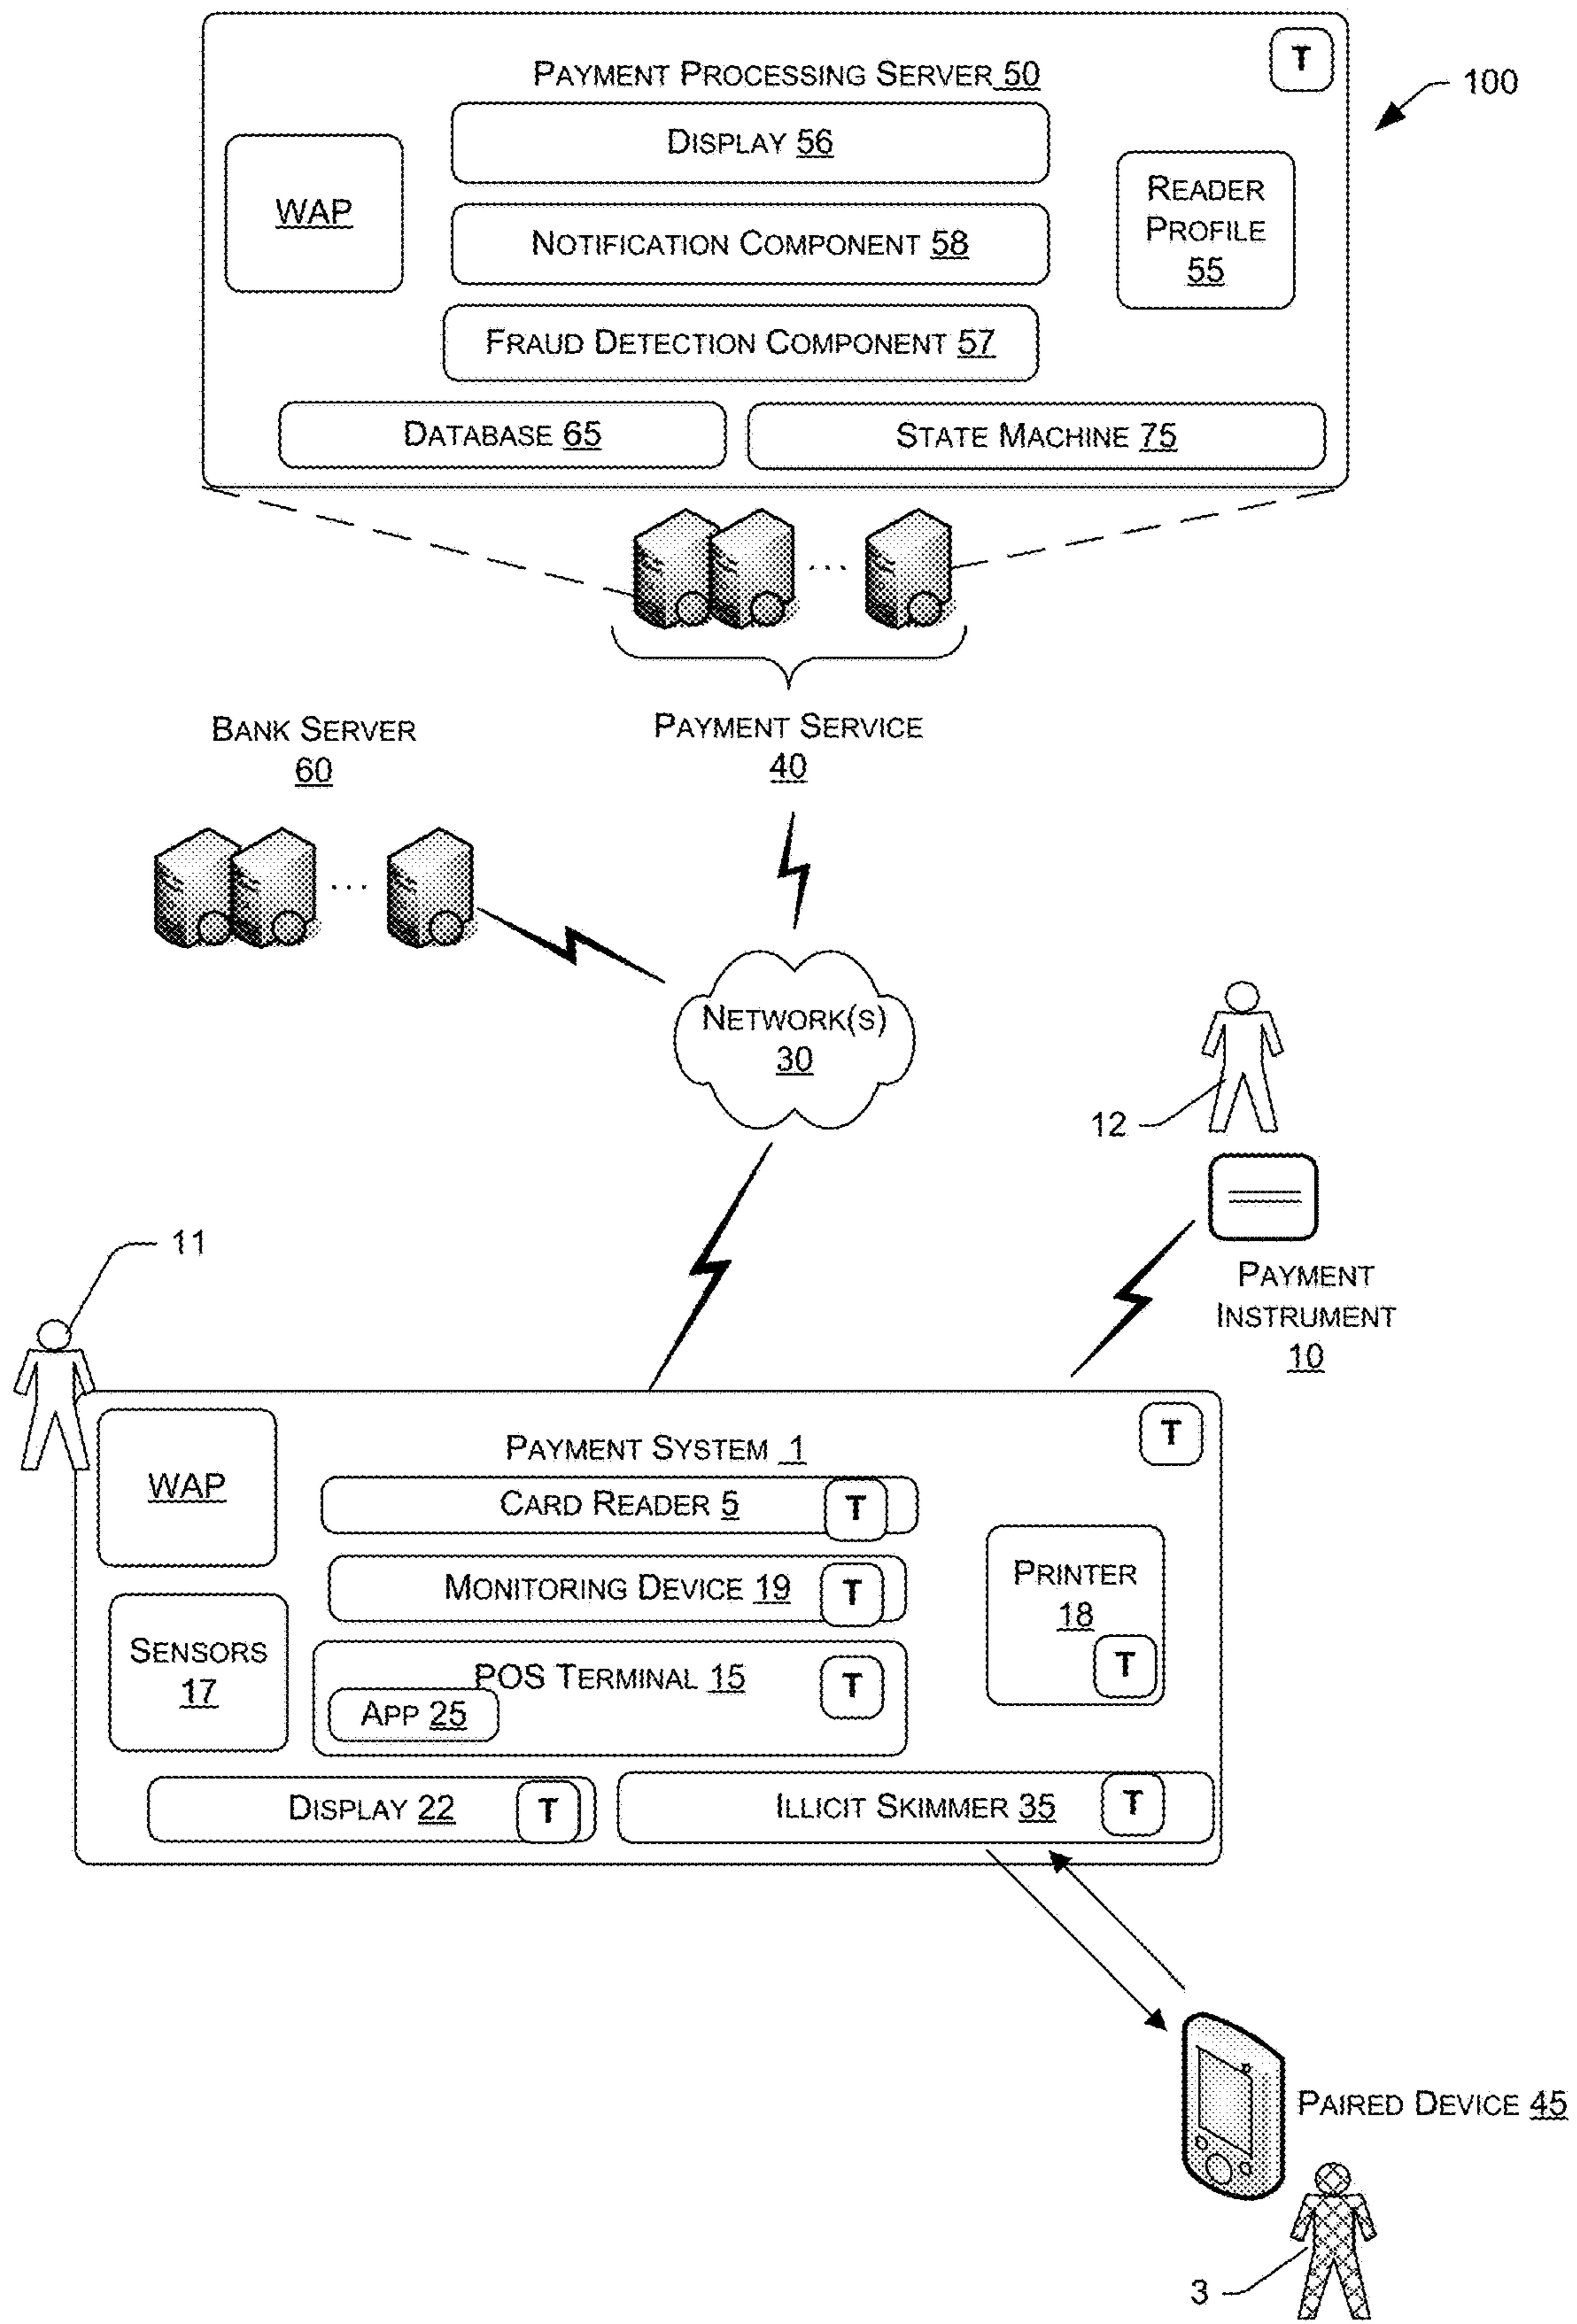 PAYMENT PROCESSING SERVER 50
T
100
DISPLAY 56
WAP
READER
PROFILE
55
NOTIFICATION COMPONENT 58
FRAUD DETECTION COMPONENT 57
DATABASE 65
STATE MACHINE 75
...
BANK SERVER
60
PAYMENT SERVICE
40
...
NETWORK(S)
30
12
11
PAYMENT
INSTRUMENT
10
WAP
PAYMENT SYSTEM 1
T
CARD READER 5
T
MONITORING DEVICE 19
T
PRINTER
18
T
SENSORS
17
POS TERMINAL 15
T
APP 25
DISPLAY 22
T
ILLICIT SKIMMER 35
T
PAIRED DEVICE 45
3